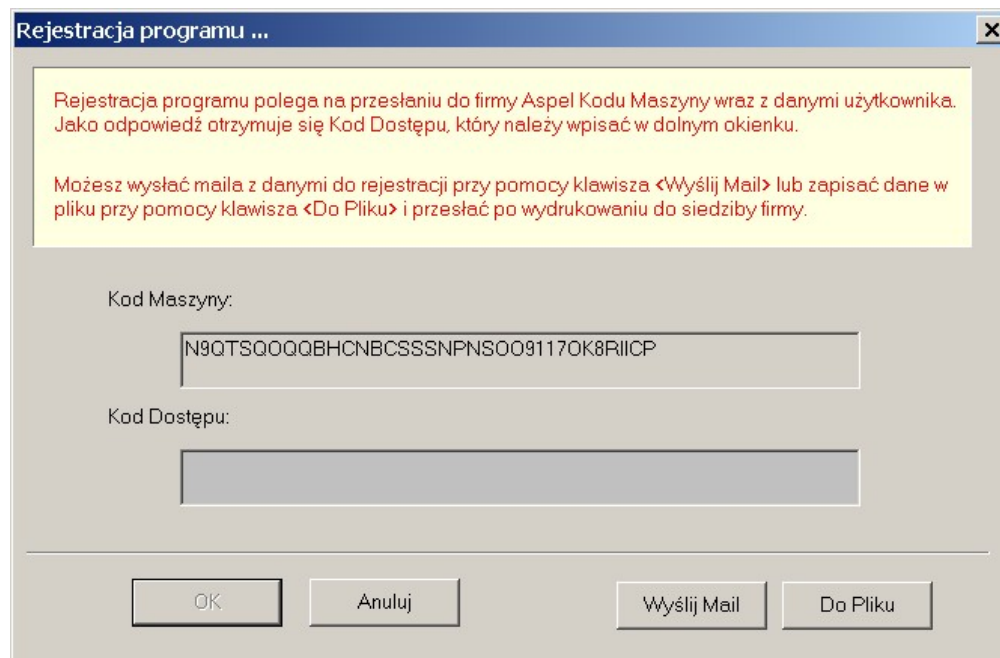 Rejestracja programu ...
Rejestracja programu polega na przesłaniu do firmy Aspel Kodu Maszyny wraz z danymi użytkownika.
Jako odpowiedź otrzymuje się Kod Dostępu, który należy wpisać w dolnym okienku.
Możesz wysłać maila z danymi do rejestracji przy pomocy klawisza <Wyślij Mail> lub zapisać dane w
pliku przy pomocy klawisza <Do Pliku> i przesłać po wydrukowaniu do siedziby firmy.
Kod Maszyny:
N9QTSQOQQBHCNBCSSSNPNSOO9117OK8RIICP
Kod Dostępu:
OK Anuluj Wyślij Mail Do Pliku